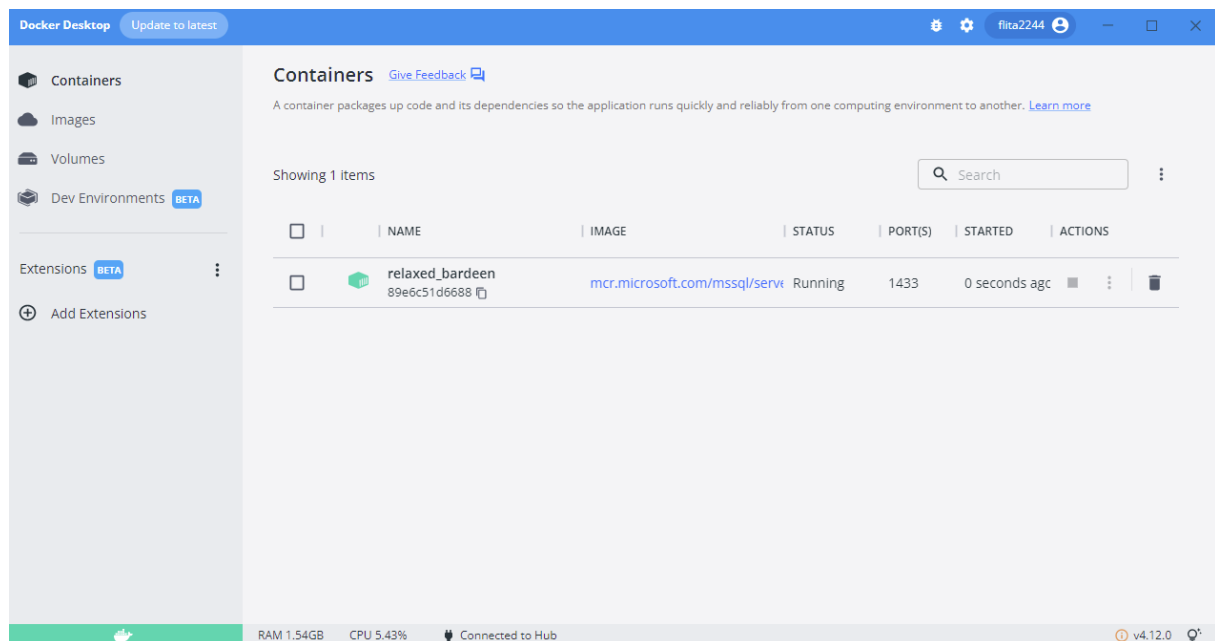 Docker Desktop Update to latest flita2244
Containers
Images
Volumes
Dev Environments BETA
Extensions BETA
Add Extensions
Containers Give Feedback
A container packages up code and its dependencies so the application runs quickly and reliably from one computing environment to another. Learn more
Showing 1 items
Search
NAME IMAGE STATUS PORT(S) STARTED ACTIONS
relaxed_bardeen
89e6c51d6688
mcr.microsoft.com/mssql/serve Running 1433 0 seconds agc
RAM 1.54GB CPU 5.43% Connected to Hub v4.12.0